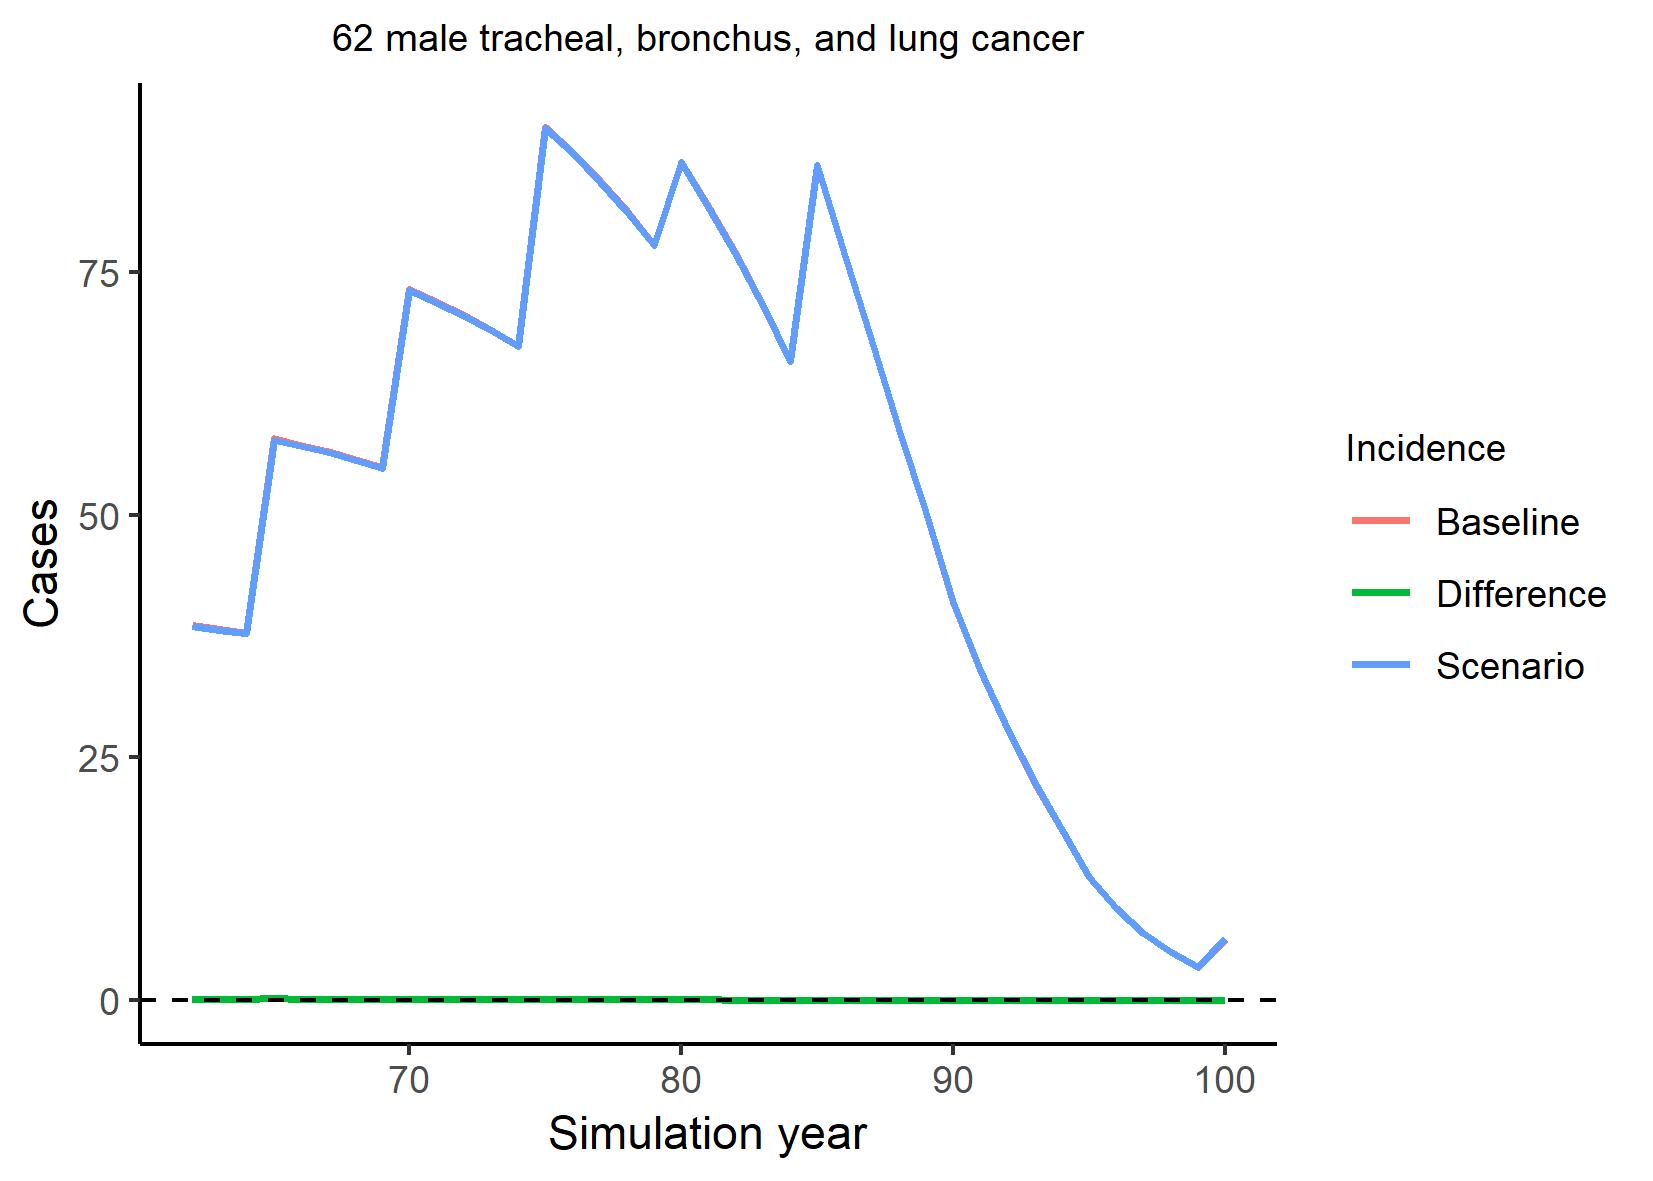 62 male tracheal, bronchus, and lung cancer
Cases
75
50
25
0
70
80
90
100
Simulation year
Incidence
Baseline
Difference
Scenario